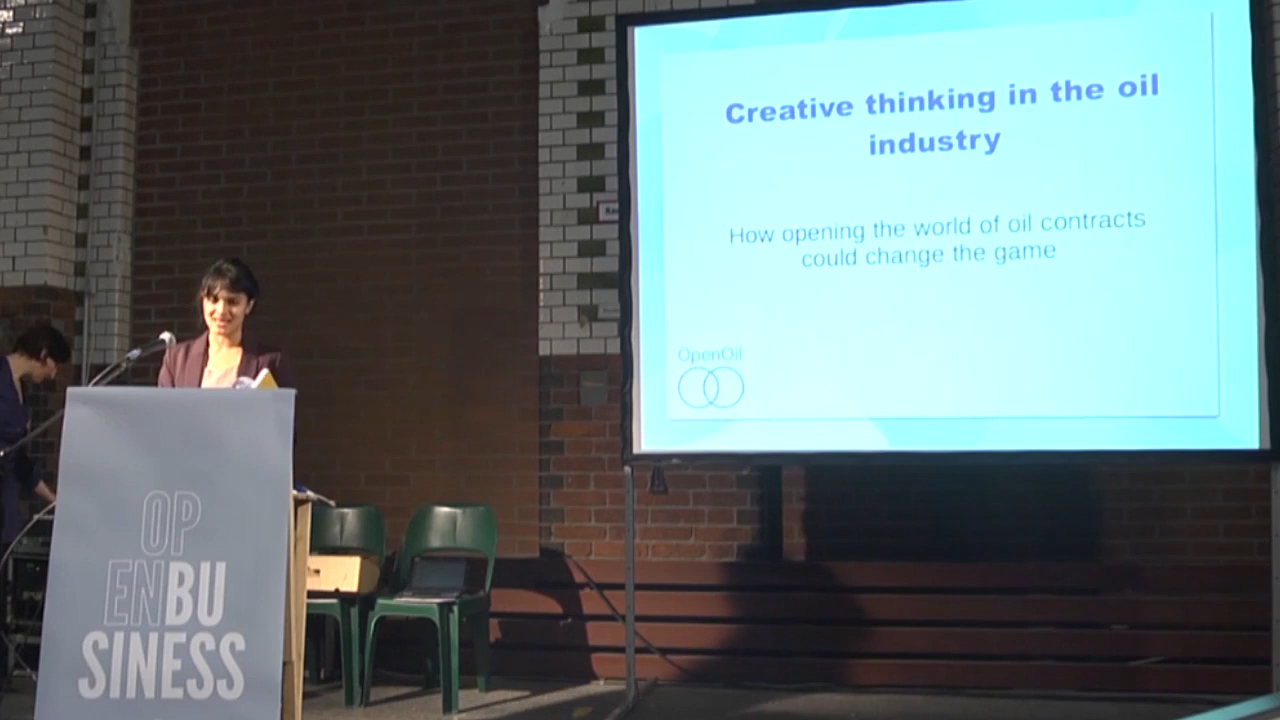 Creative thinking in the oil
industry
How opening the world of oil contracts
could change the game
OpenOil
OP
ENBU
SINESS